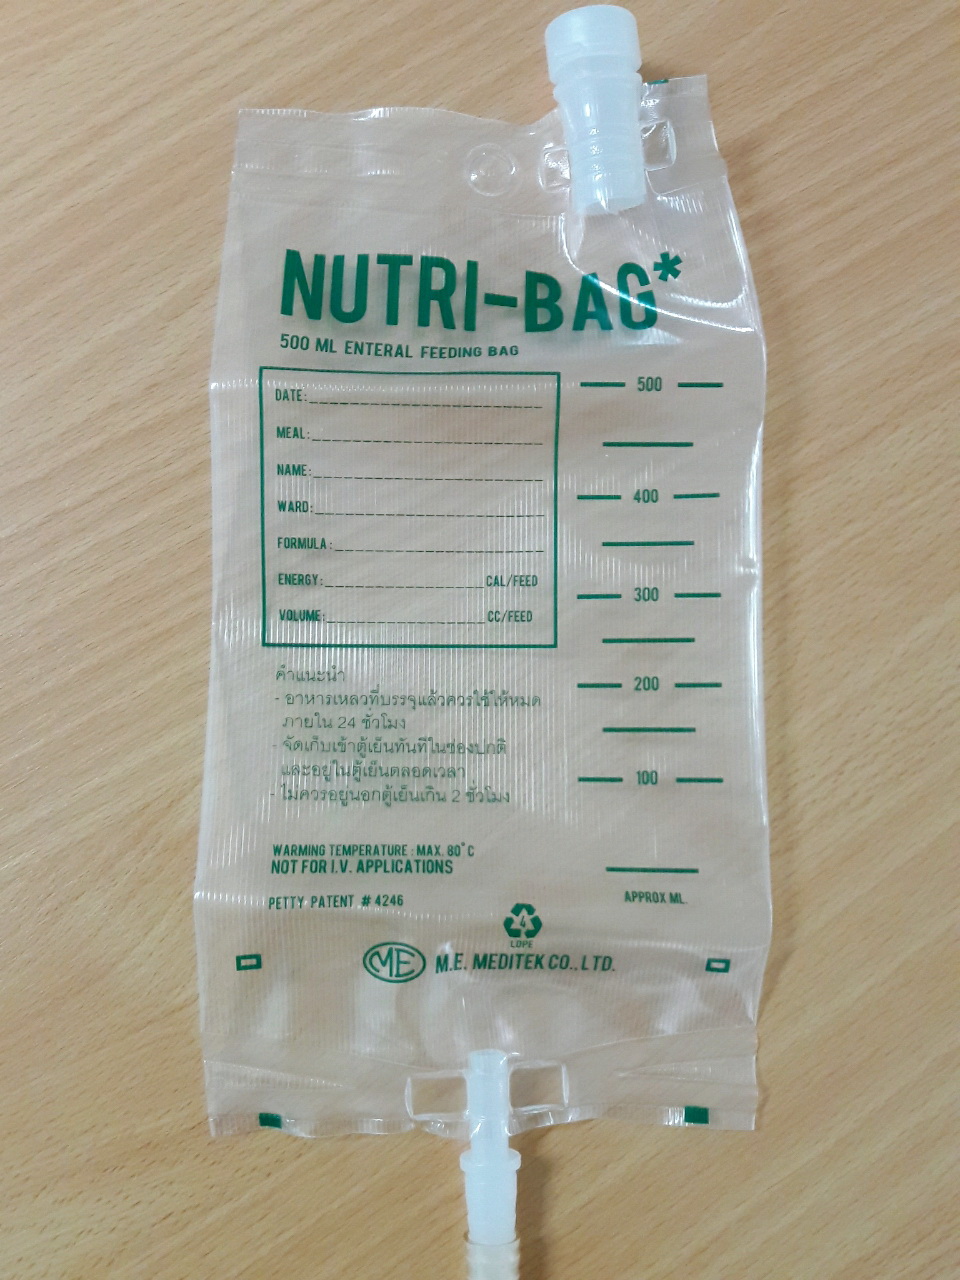 NUTRI-BAG*
500 ML ENTERAL FEEDING BAG
DATE:
MEAL:
NAME:
WARD:
FORMULA:
ENERGY: CAL/FEED
VOLUME: CC/FEED
500
400
300
200
100
APPROX ML.
คำแนะนำ
- อาหารเหลวที่บรรจุแล้วควรใช้ให้หมด
ภายใน 24 ชั่วโมง
- จัดเก็บเข้าตู้เย็นทันทีในช่องปกติ
และอยู่ในตู้เย็นตลอดเวลา
- ไม่ควรอยู่นอกตู้เย็นเกิน 2 ชั่วโมง
WARMING TEMPERATURE : MAX. 80°C
NOT FOR I.V. APPLICATIONS
PETTY PATENT # 4246
4
LDPE
ME M.E. MEDITEK CO., LTD.